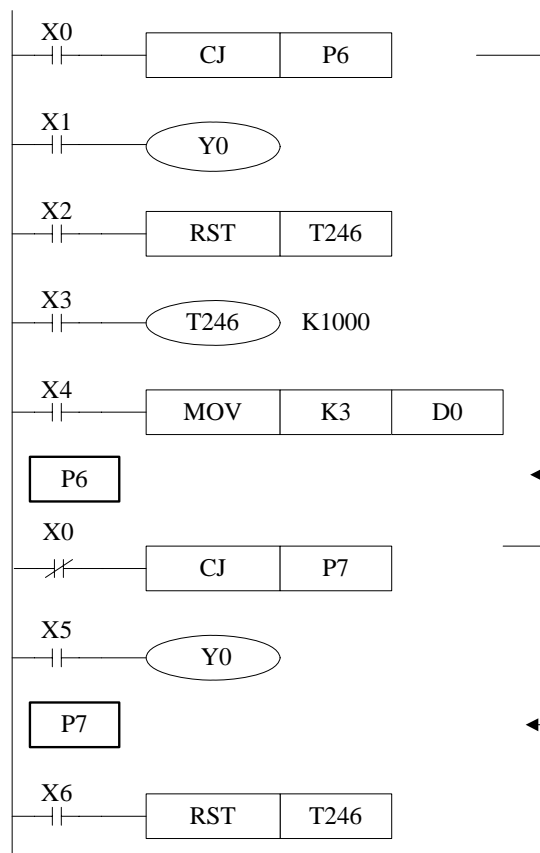 X0
CJ P6
X1
Y0
X2
RST T246
X3
T246 K1000
X4
MOV K3 D0
P6
X0
CJ P7
X5
Y0
P7
X6
RST T246